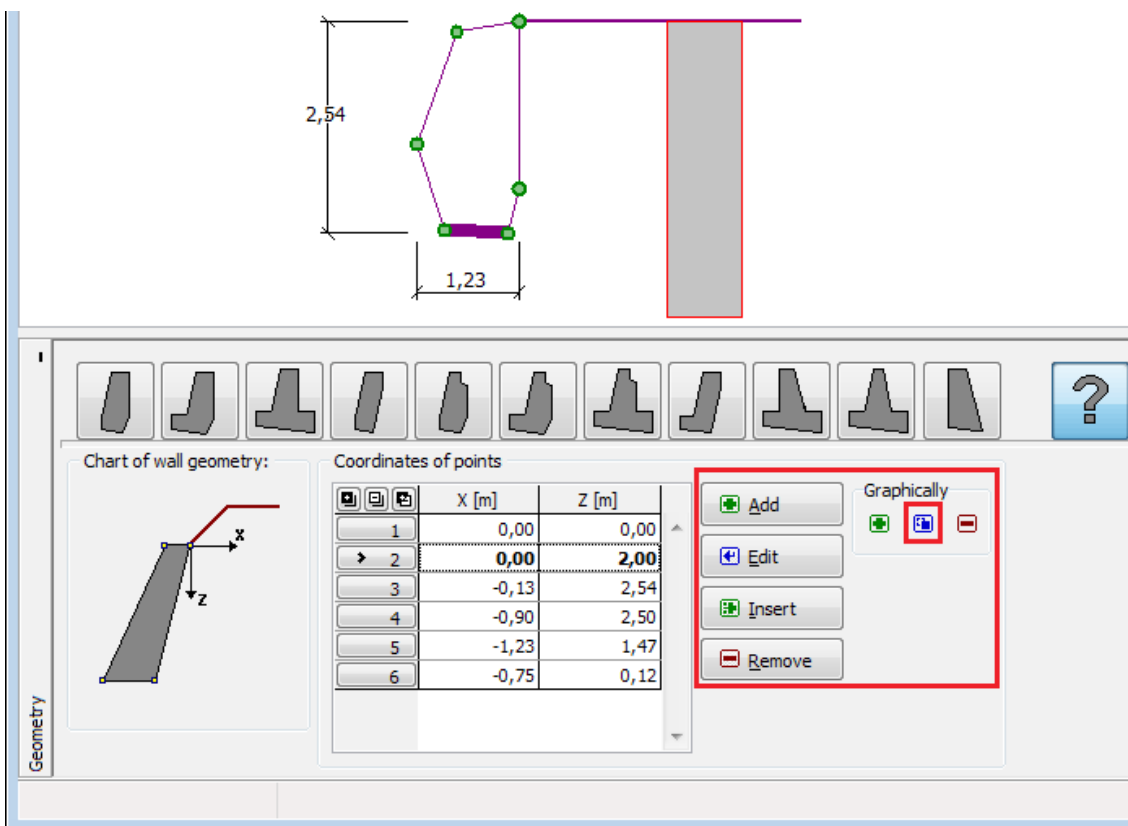 2,54
1,23
?
Chart of wall geometry:
x
z
Coordinates of points
X [m] Z [m]
1 0,00 0,00
2 0,00 2,00
3 -0,13 2,54
4 -0,90 2,50
5 -1,23 1,47
6 -0,75 0,12
Add
Edit
Insert
Remove
Graphically
Geometry